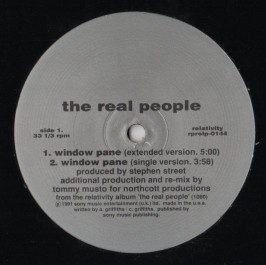 the real people
side 1.
33 1/3 rpm
relativity
rprelp-0144
1. window pane (extended version. 5:00)
2. window pane (single version. 3:58)
produced by stephen street
additional production and re-mix by
tommy musto for northcott productions
from the relativity album 'the real people' (1080)
℗ 1991 sony music entertainment (u.k.) ltd. made in the u.s.a.
written by a. griffiths / c. griffiths. published by
sony music publishing.